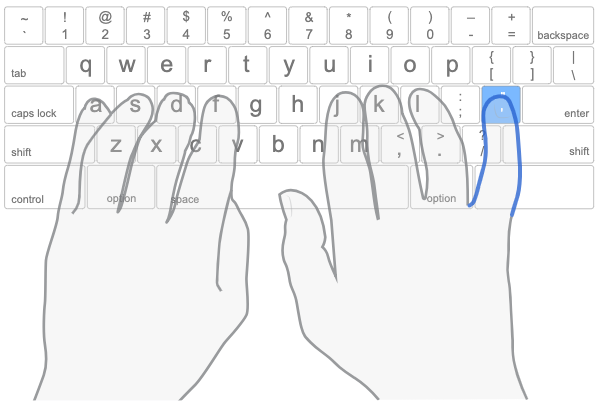 ~ ! @ # $ % ^ & * ( ) – +
` 1 2 3 4 5 6 7 8 9 0 - = backspace
tab q w e r t y u i o p { [ } ] | \
caps lock a s d f g h j k l : ; " ' enter
shift z x c v b n m < , > . ? / shift
control option space option